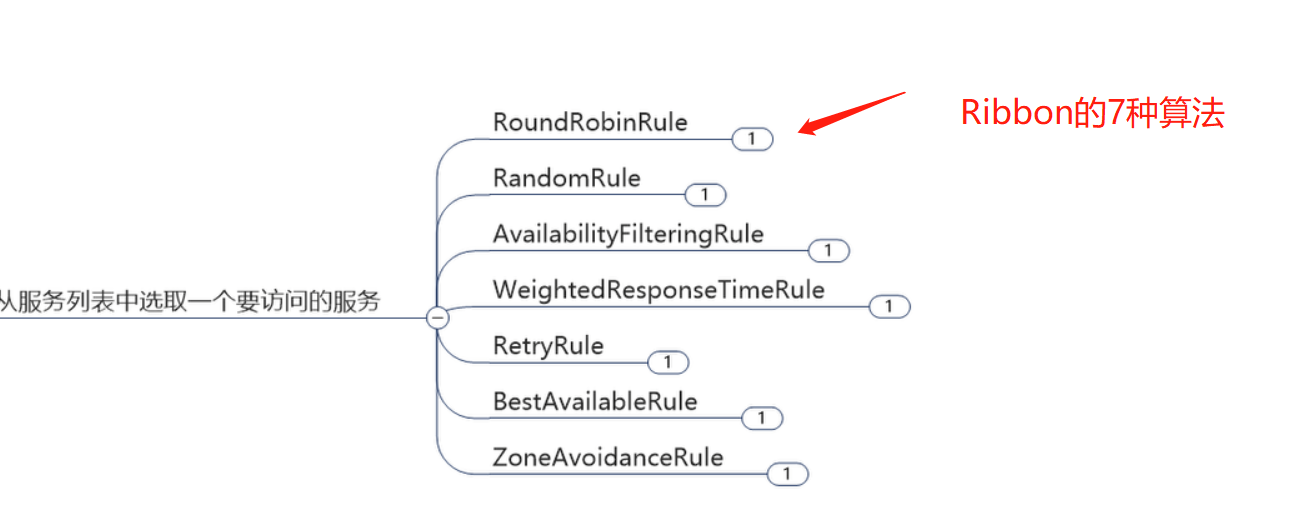 RoundRobinRule
1
Ribbon的7种算法
RandomRule
1
AvailabilityFilteringRule
1
从服务列表中选取一个要访问的服务
WeightedResponseTimeRule
1
RetryRule
1
BestAvailableRule
1
ZoneAvoidanceRule
1